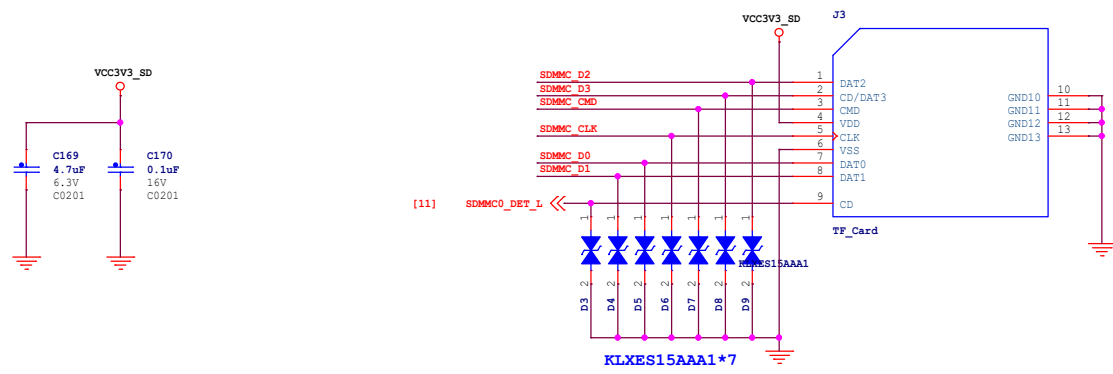 VCC3V3_SD
C169
4.7uF
6.3V
C0201
C170
0.1uF
16V
C0201
J3
VCC3V3_SD
SDMMC_D2
SDMMC_D3
SDMMC_CMD
SDMMC_CLK
SDMMC_D0
SDMMC_D1
[11] SDMMC0_DET_L
1 DAT2
2 CD/DAT3
3 CMD
4 VDD
5 CLK
6 VSS
7 DAT0
8 DAT1
9 CD
GND10 10
GND11 11
GND12 12
GND13 13
TF_Card
1 1 1 1 1 1 1
KLXES15AAA1
2 2 2 2 2 2 2
D3 D4 D5 D6 D7 D8 D9
KLXES15AAA1*7